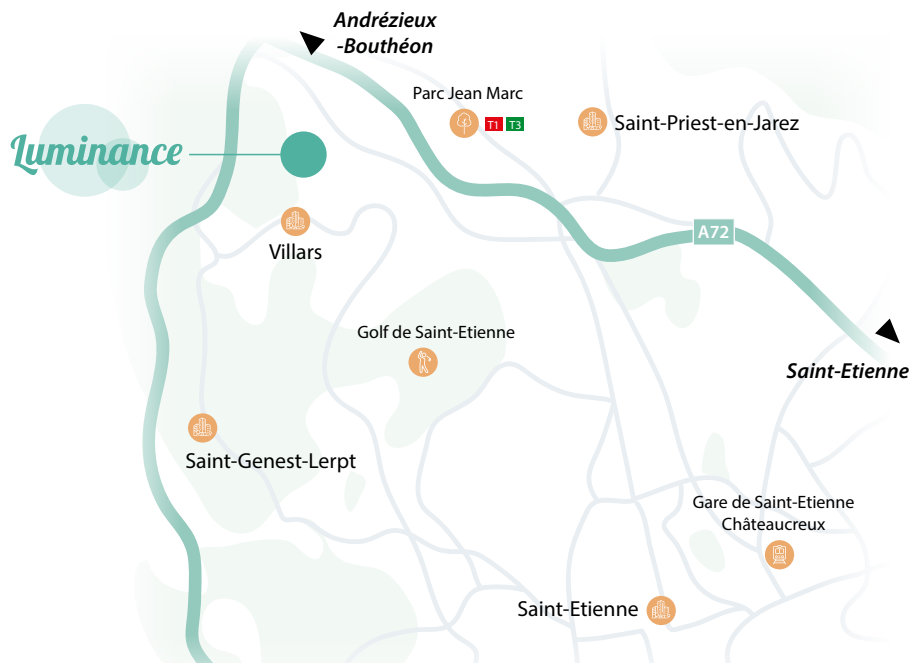 Andrézieux
-Bouthéon
Parc Jean Marc
T1 T3
Saint-Priest-en-Jarez
Luminance
Villars
A72
Golf de Saint-Etienne
Saint-Etienne
Saint-Genest-Lerpt
Gare de Saint-Etienne
Châteaucreux
Saint-Etienne